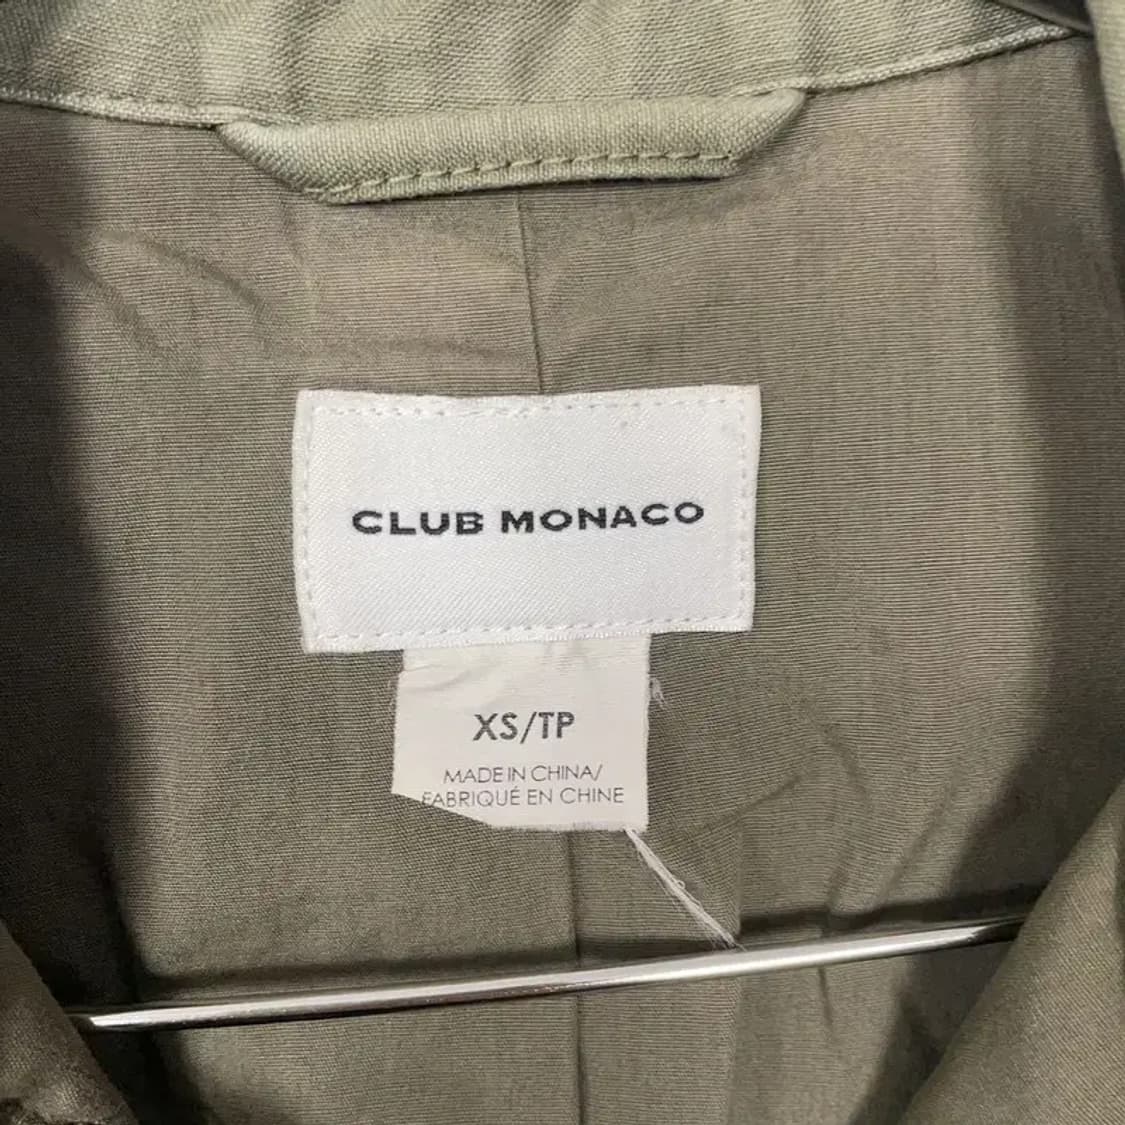 CLUB MONACO
XS/TP
MADE IN CHINA/
FABRIQUÉ EN CHINE